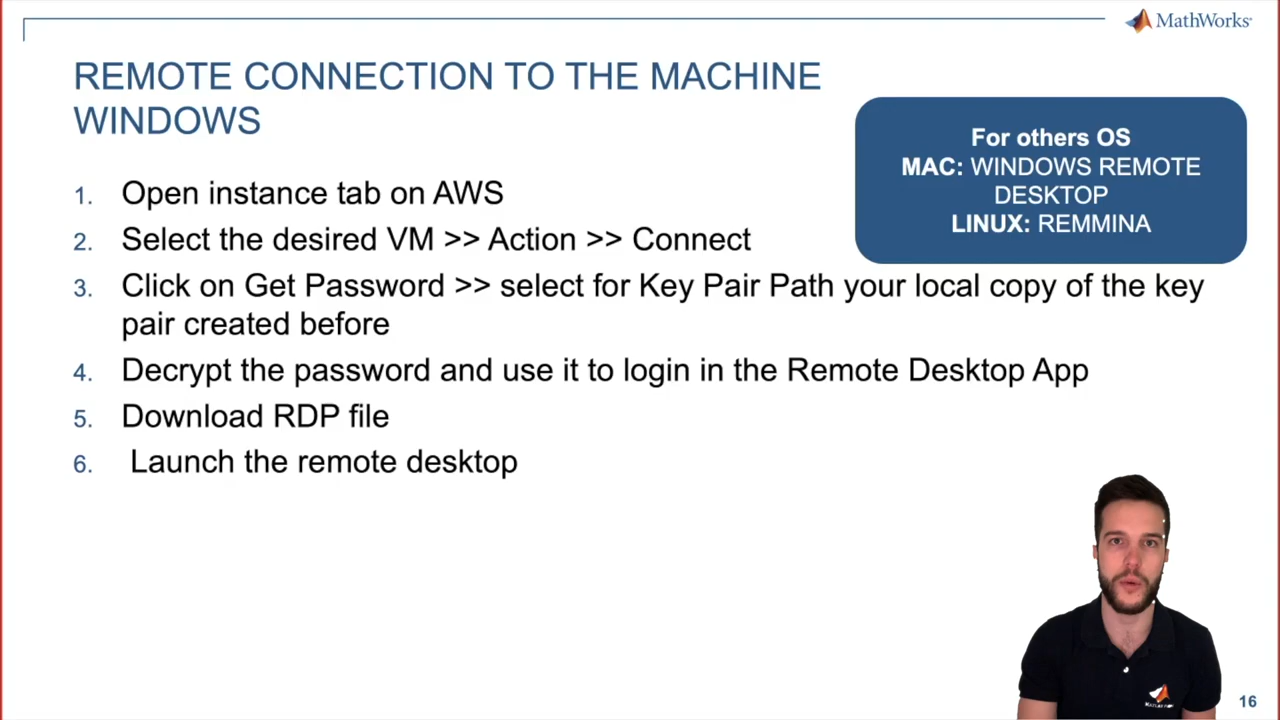 MathWorks
REMOTE CONNECTION TO THE MACHINE
WINDOWS
For others OS
MAC: WINDOWS REMOTE
DESKTOP
LINUX: REMMINA
1. Open instance tab on AWS
2. Select the desired VM >> Action >> Connect
3. Click on Get Password >> select for Key Pair Path your local copy of the key
pair created before
4. Decrypt the password and use it to login in the Remote Desktop App
5. Download RDP file
6. Launch the remote desktop
16